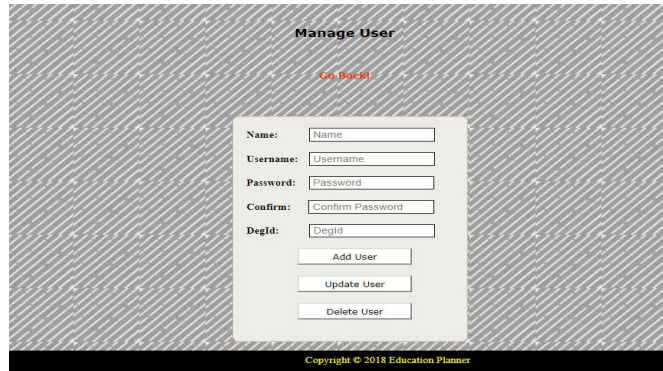 Manage User
Go Back!
Name: Name
Username: Username
Password: Password
Confirm: Confirm Password
DegId: DegId
Add User
Update User
Delete User
Copyright © 2018 Education Planner